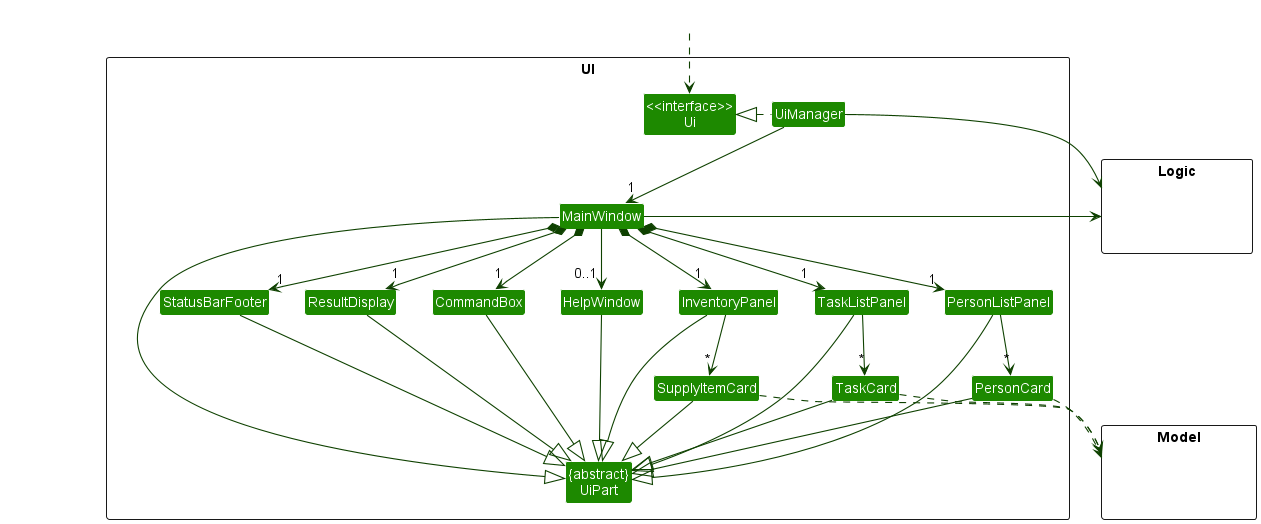 UI
<<interface>>
Ui
UiManager
Logic
1
MainWindow
1
1
1
0..1
1
1
1
StatusBarFooter
ResultDisplay
CommandBox
HelpWindow
InventoryPanel
TaskListPanel
PersonListPanel
*
*
*
SupplyItemCard
TaskCard
PersonCard
Model
{abstract}
UiPart